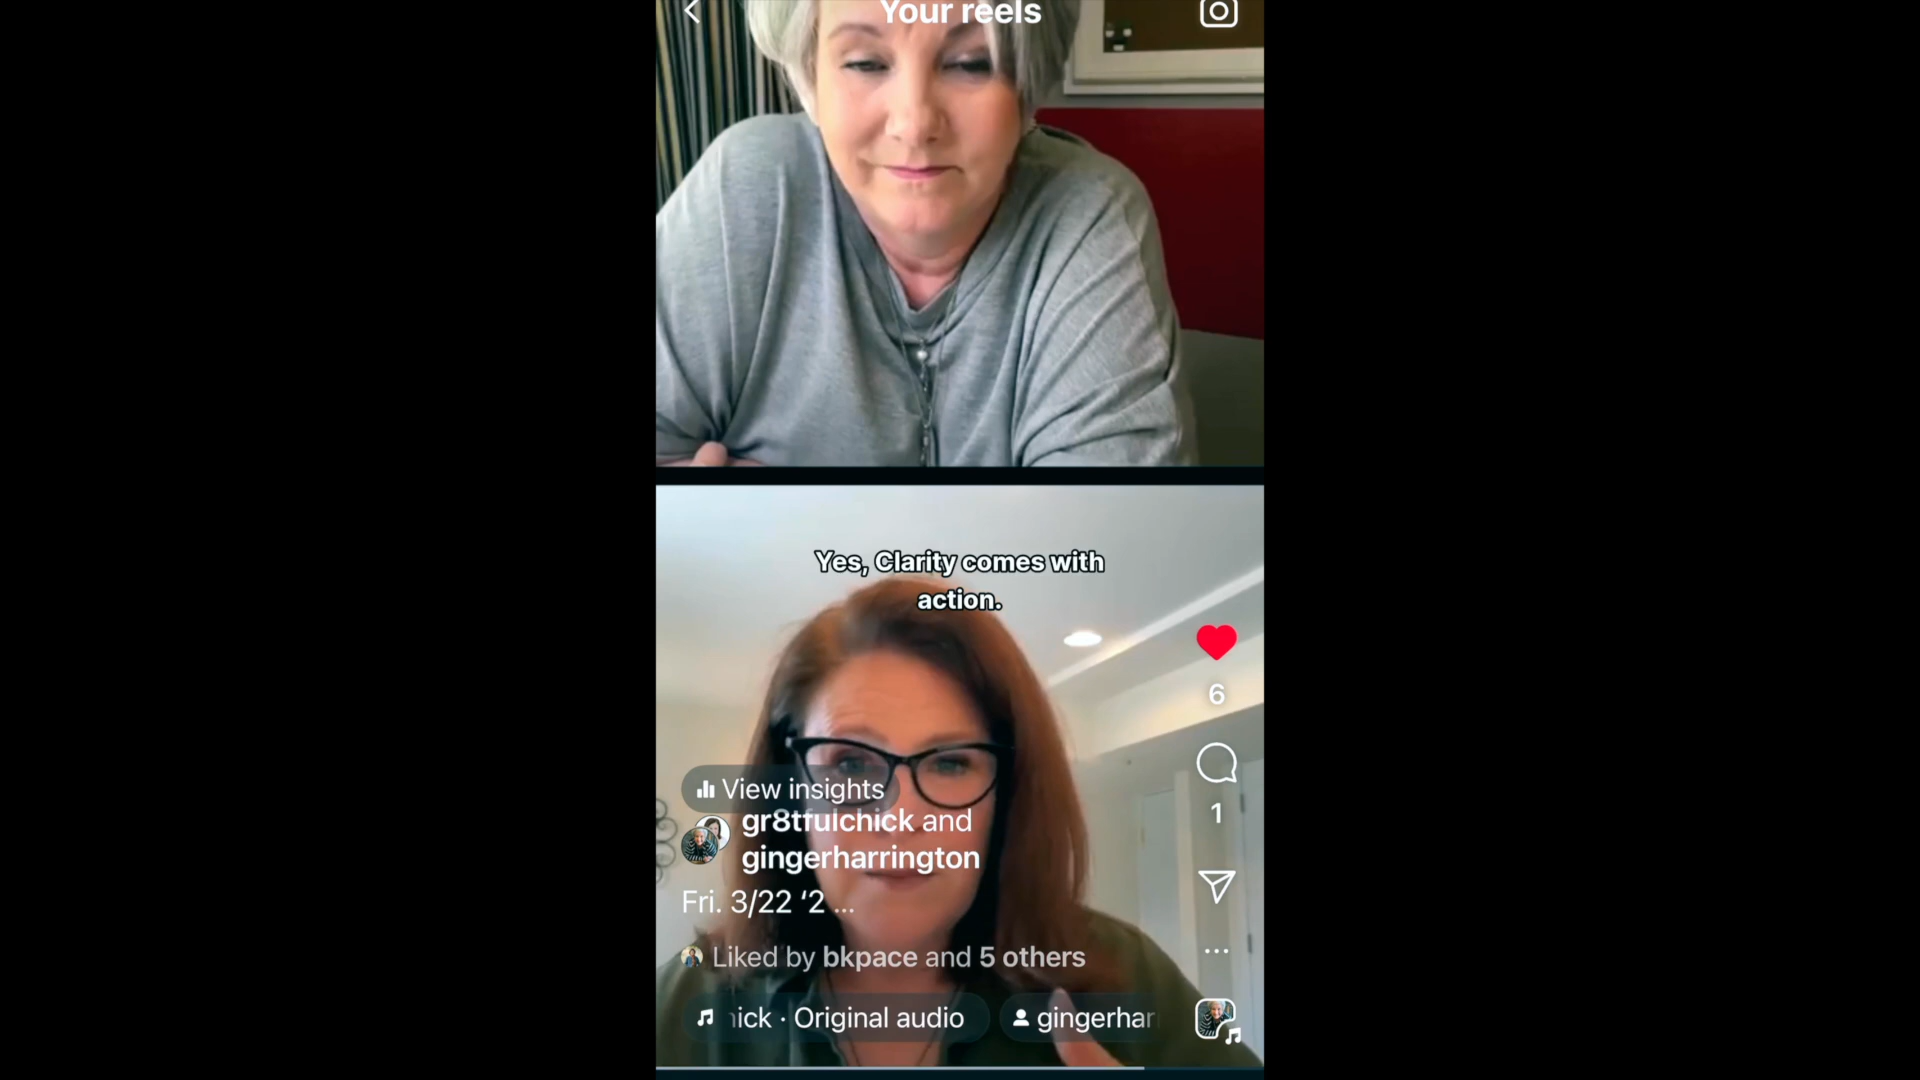 Your reels
Yes, Clarity comes with
action.
6
View insights
1
gr8tfulchick and
gingerharrington
Fri. 3/22 ‘2 ...
Liked by bkpace and 5 others
hick · Original audio
gingerhar